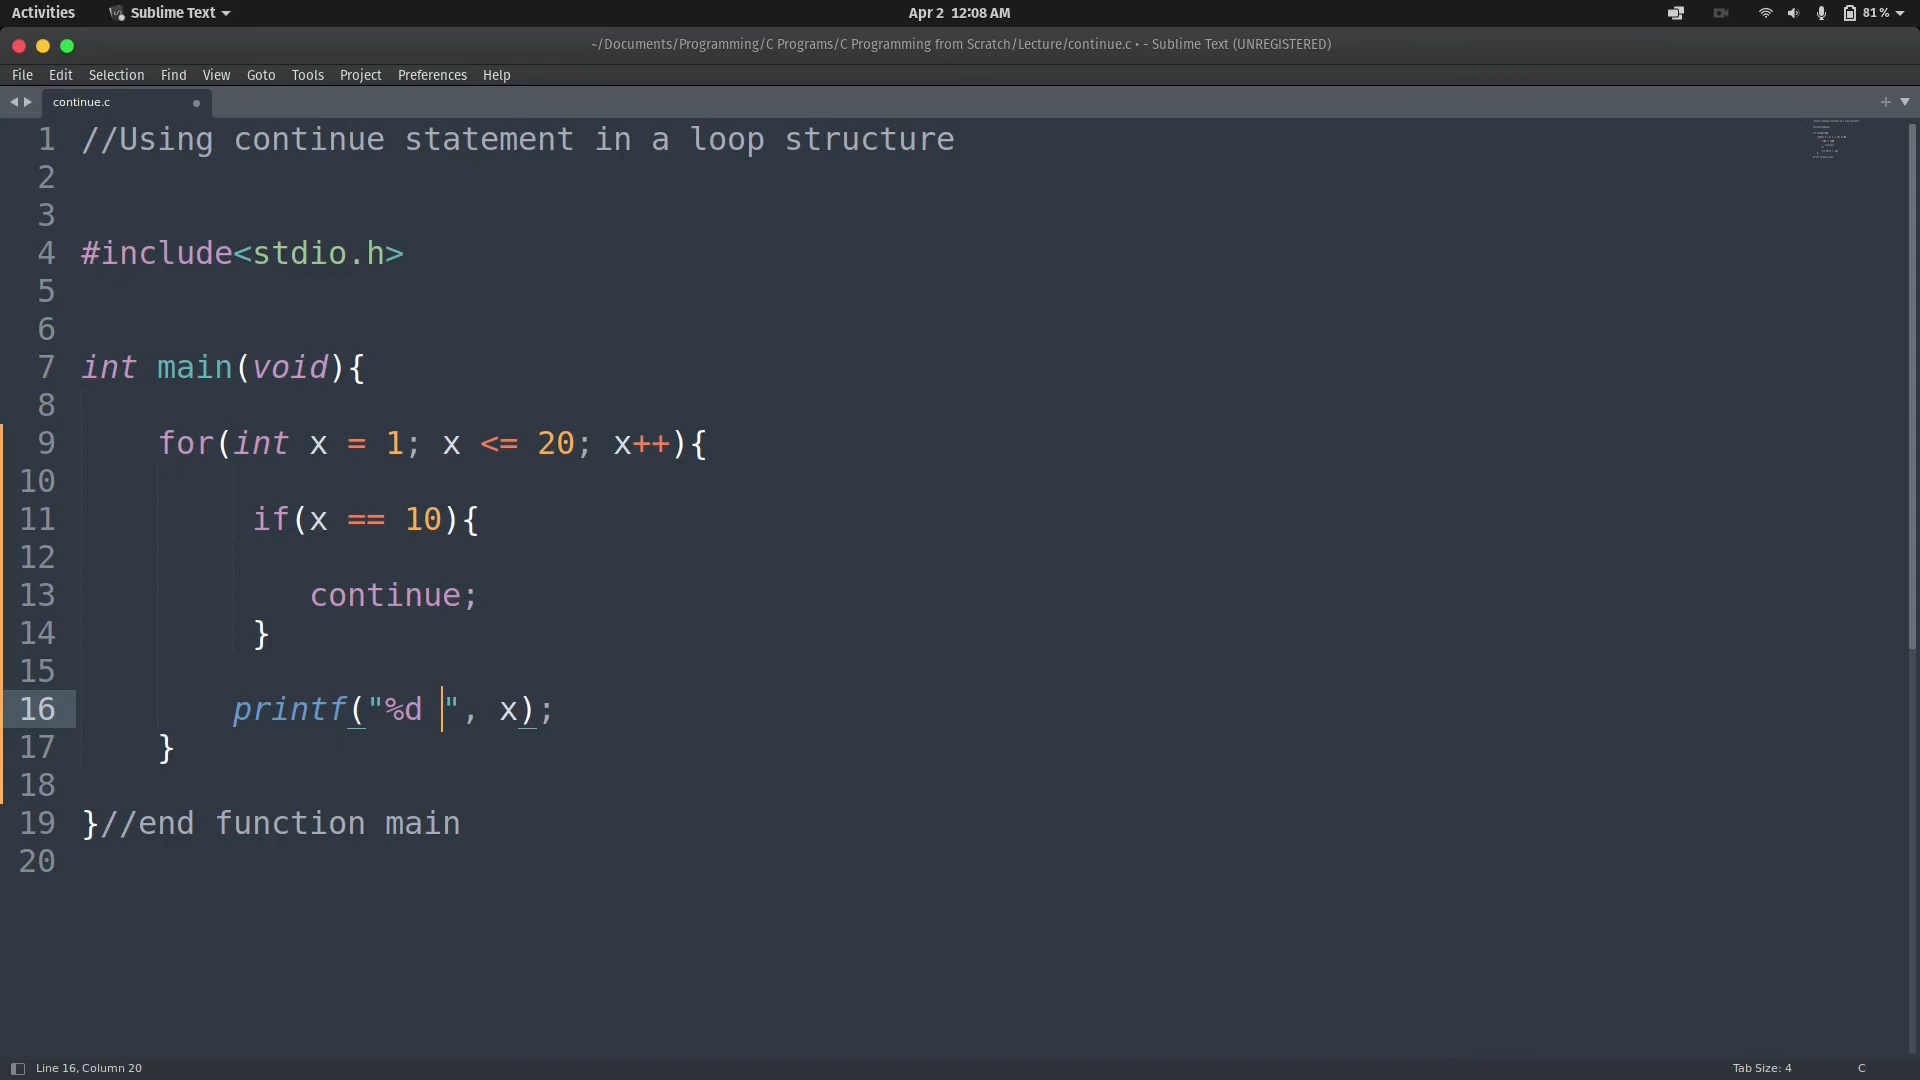 Activities Sublime Text Apr 2 12:08 AM 81%
~/Documents/Programming/C Programs/C Programming from Scratch/Lecture/continue.c • - Sublime Text (UNREGISTERED)
File Edit Selection Find View Goto Tools Project Preferences Help
continue.c
1 //Using continue statement in a loop structure
2
3
4 #include<stdio.h>
5
6
7 int main(void){
8
9 for(int x = 1; x <= 20; x++){
10
11 if(x == 10){
12
13 continue;
14 }
15
16 printf("%d ", x);
17 }
18
19 }//end function main
20
Line 16, Column 20 Tab Size: 4 C